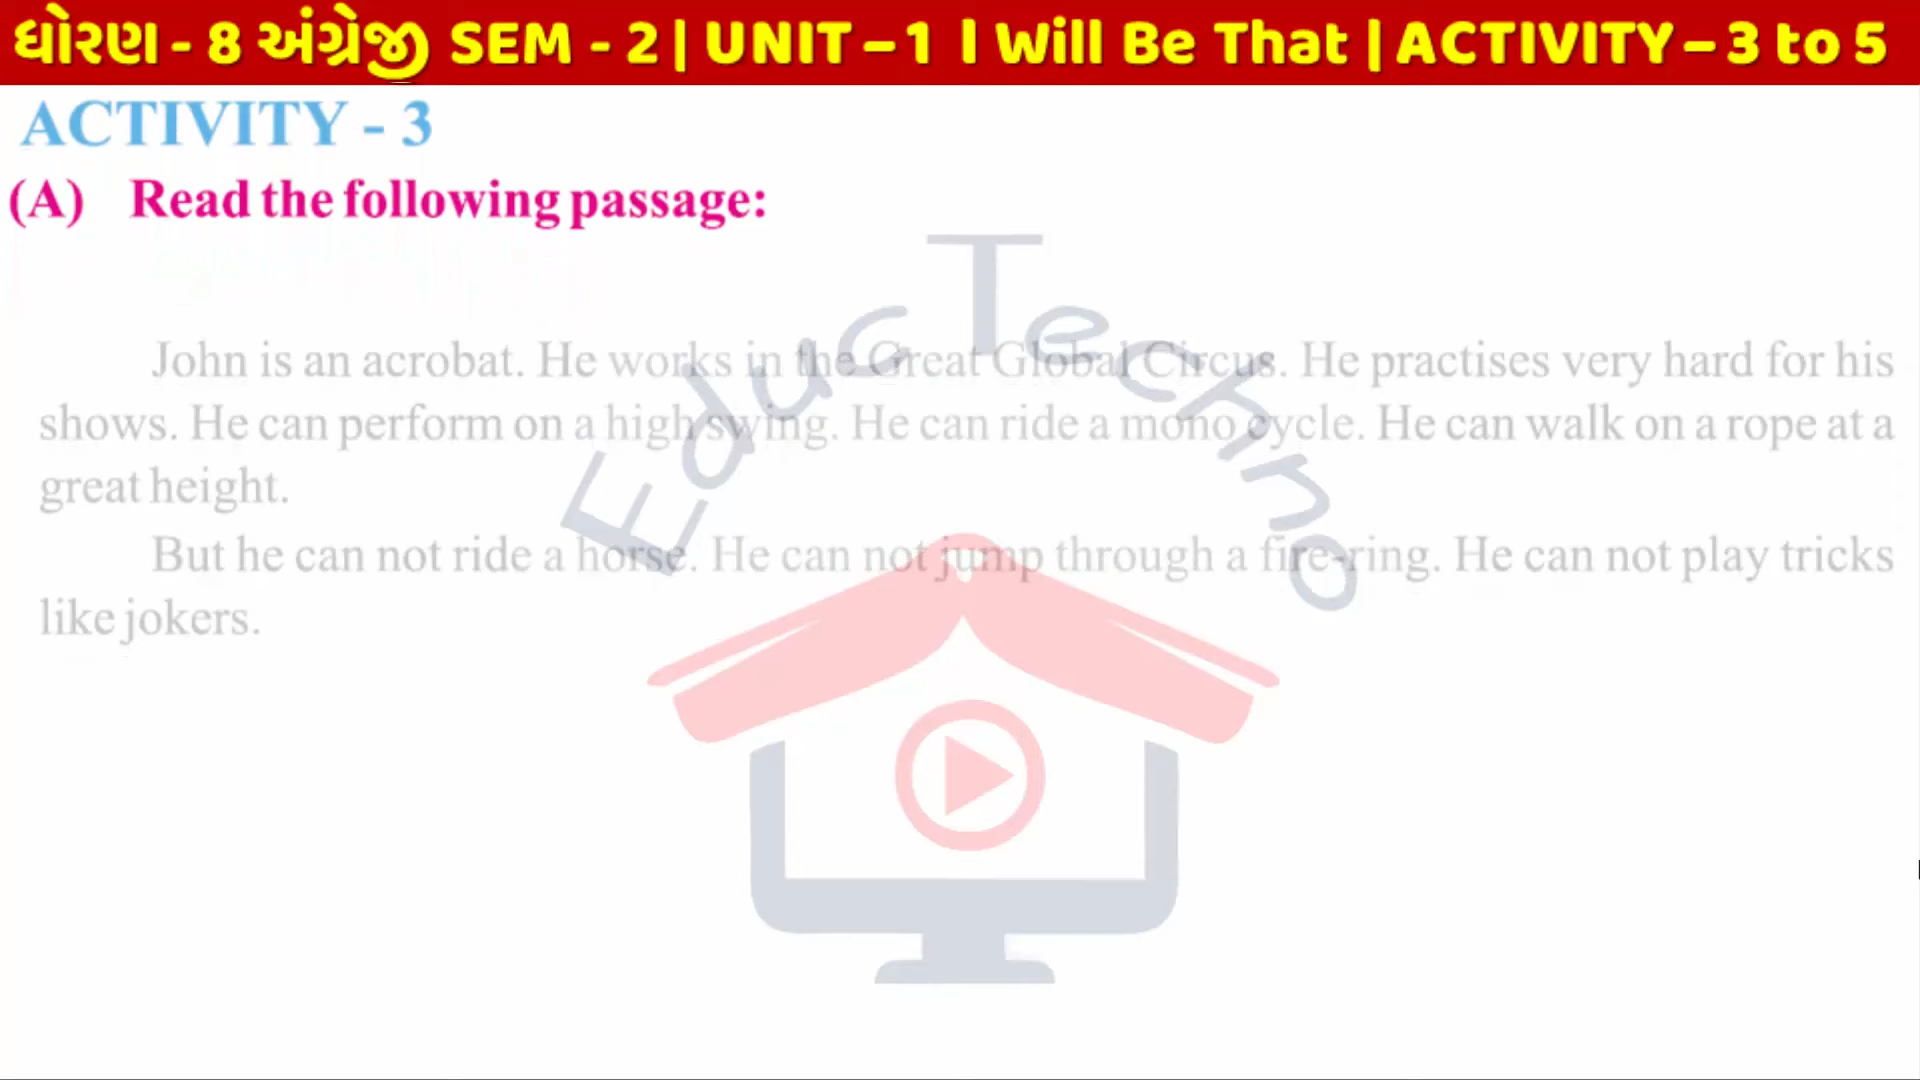 ધોરણ - 8 અંગ્રેજી SEM - 2 | UNIT – 1 I Will Be That | ACTIVITY – 3 to 5
ACTIVITY - 3
(A) Read the following passage:
John is an acrobat. He works in the Great Global Circus. He practises very hard for his
shows. He can perform on a high swing. He can ride a mono cycle. He can walk on a rope at a
great height.
But he can not ride a horse. He can not jump through a fire-ring. He can not play tricks
like jokers.
EducTechno